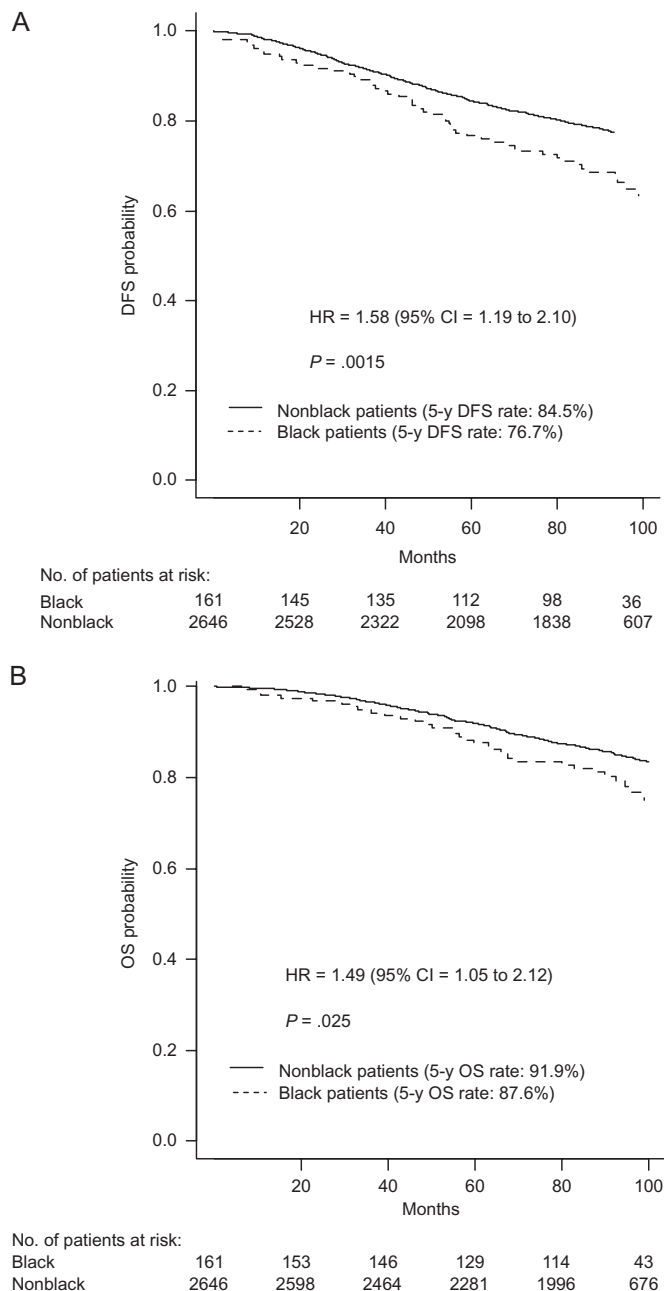 A
1.0
0.8
0.6
0.4
0.2
0.0
DFS probability
HR = 1.58 (95% CI = 1.19 to 2.10)
P = .0015
Nonblack patients (5-y DFS rate: 84.5%)
Black patients (5-y DFS rate: 76.7%)
20 40 60 80 100
Months
No. of patients at risk:
Black 161 145 135 112 98 36
Nonblack 2646 2528 2322 2098 1838 607
B
1.0
0.8
0.6
0.4
0.2
0.0
OS probability
HR = 1.49 (95% CI = 1.05 to 2.12)
P = .025
Nonblack patients (5-y OS rate: 91.9%)
Black patients (5-y OS rate: 87.6%)
20 40 60 80 100
Months
No. of patients at risk:
Black 161 153 146 129 114 43
Nonblack 2646 2598 2464 2281 1996 676